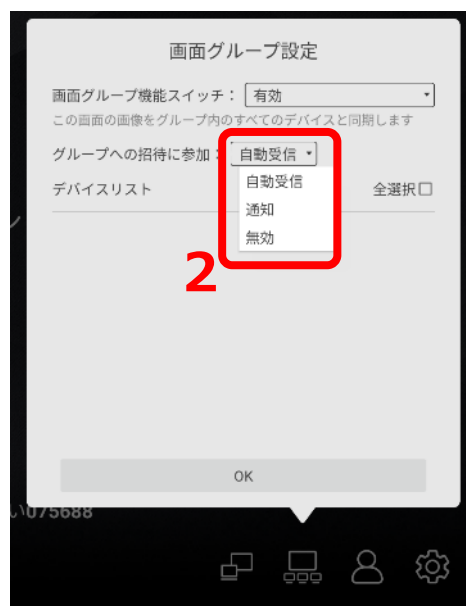 画面グループ設定
画面グループ機能スイッチ： 有効
この画面の画像をグループ内のすべてのデバイスと同期します
グループへの招待に参加： 自動受信
デバイスリスト 全選択
自動受信
通知
無効
2
OK
い075688